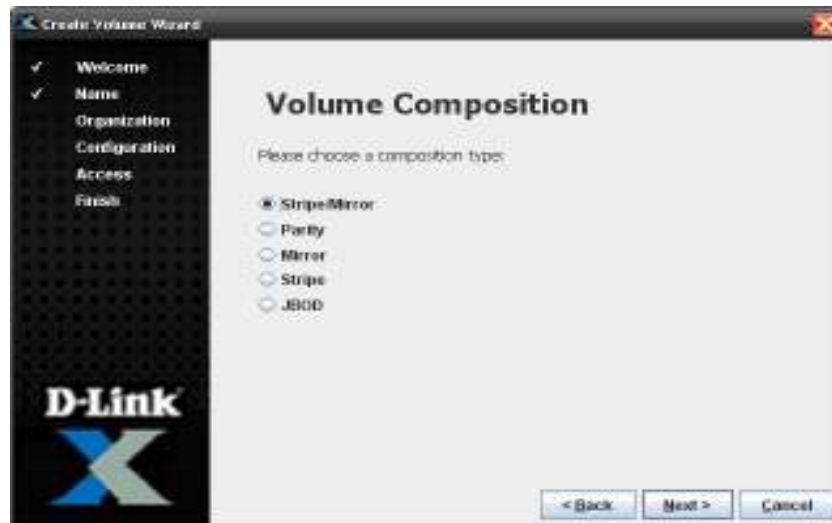 Create Volume Wizard
Welcome
Name
Organization
Configuration
Access
Finish
D-Link
Volume Composition
Please choose a composition type:
Stripe/Mirror
Parity
Mirror
Stripe
JBOD
< Back
Next >
Cancel